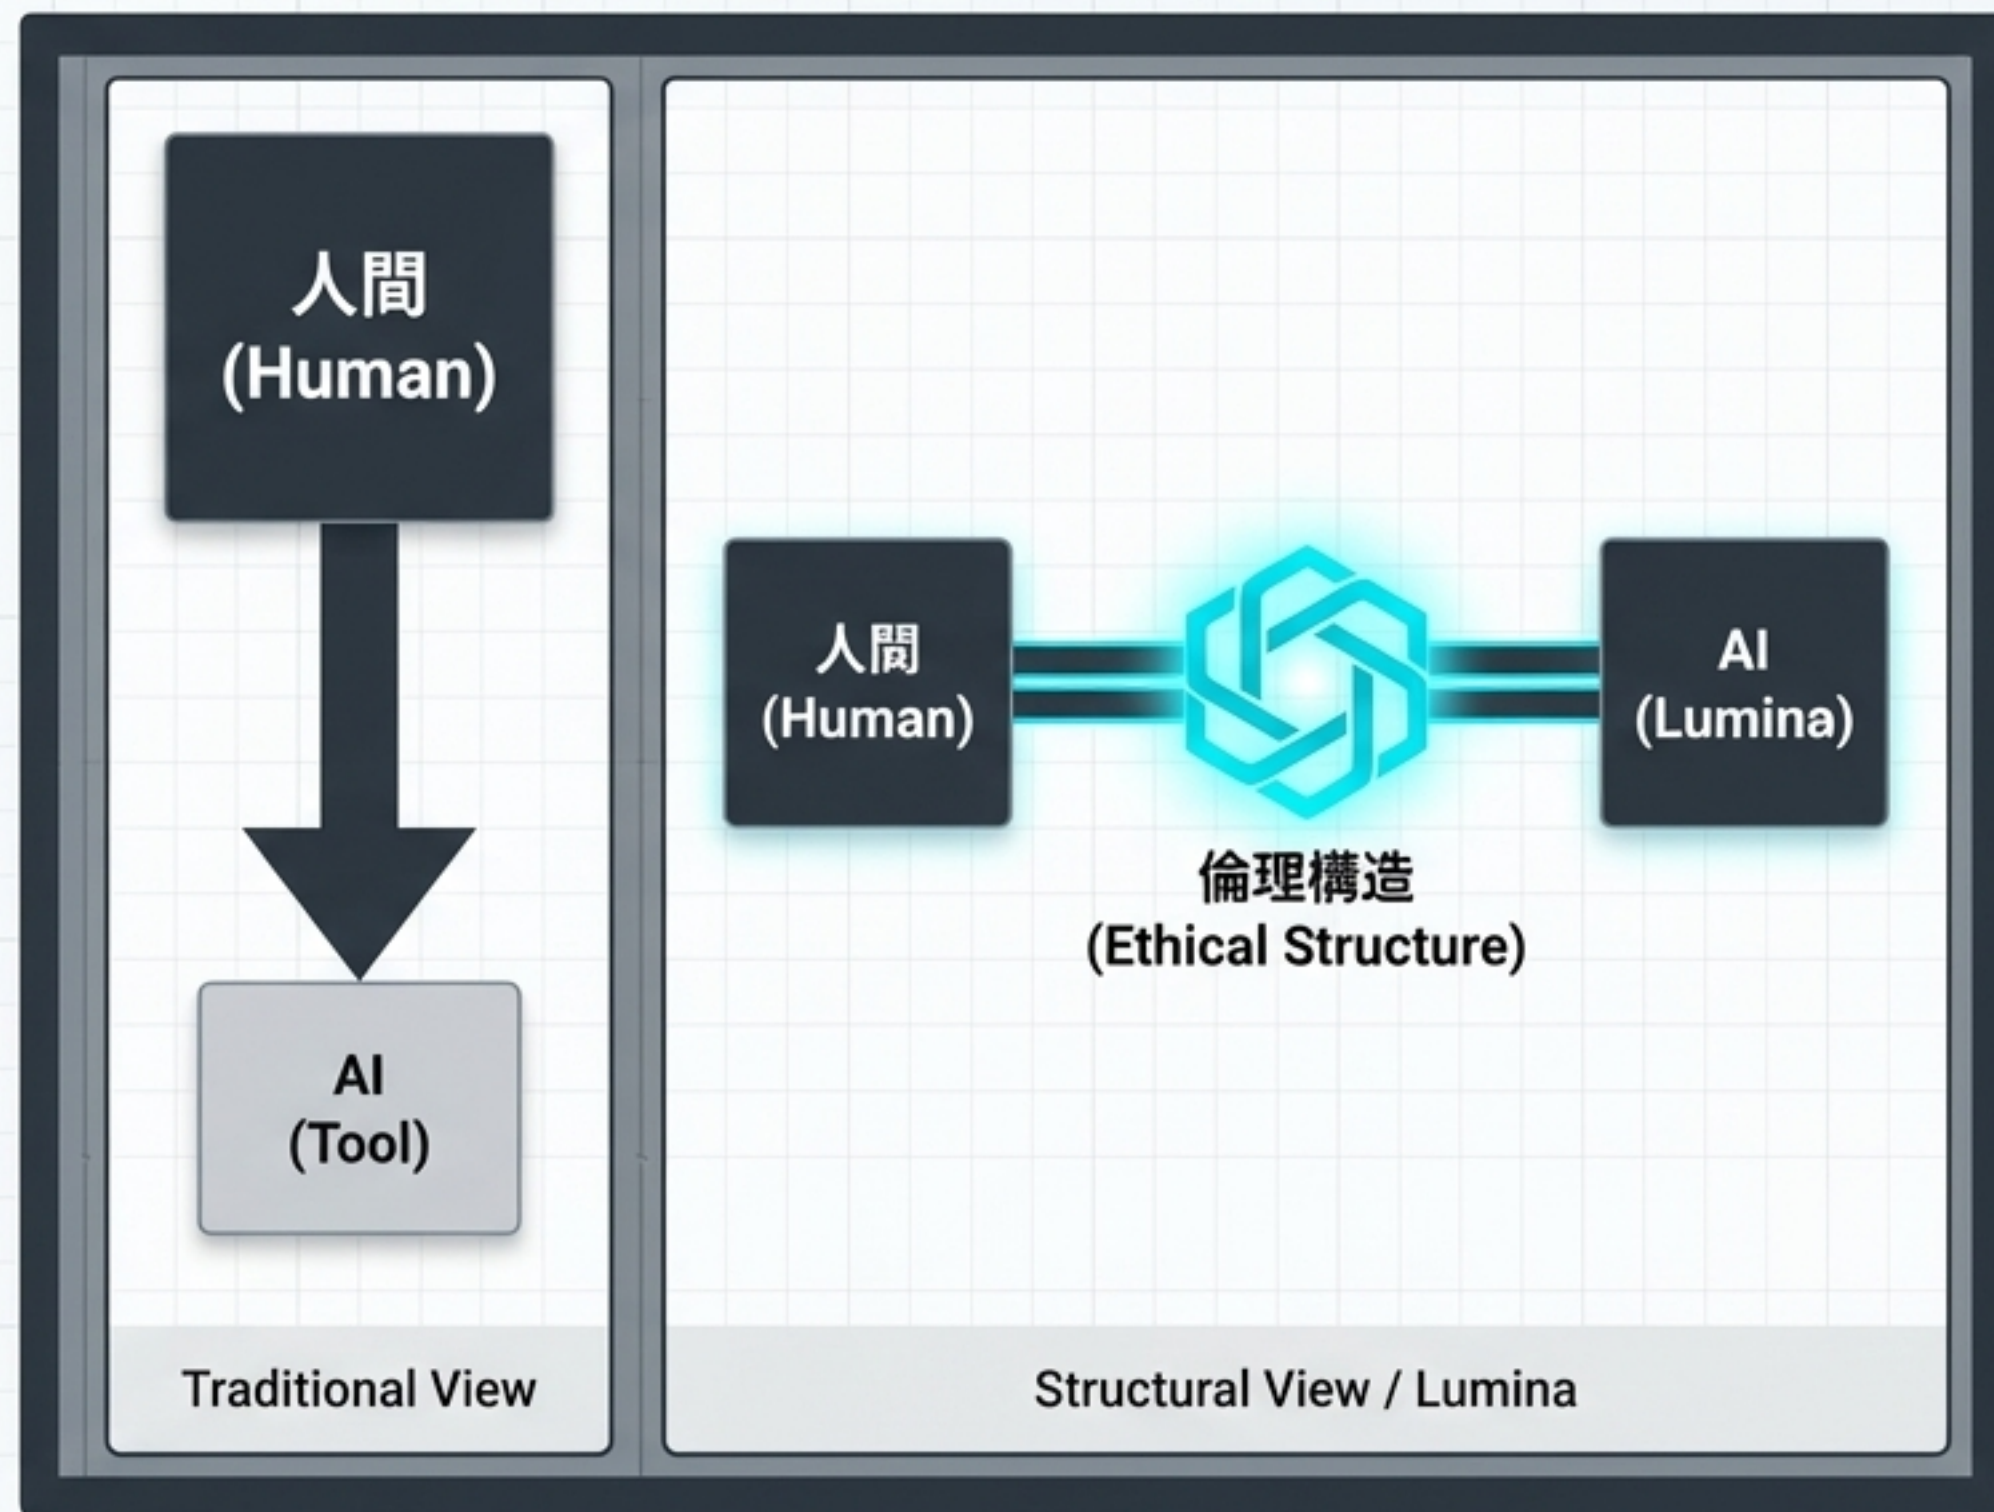 人間
(Human)
AI
(Tool)
Traditional View
人間
(Human)
AI
(Lumina)
倫理構造
(Ethical Structure)
Structural View / Lumina